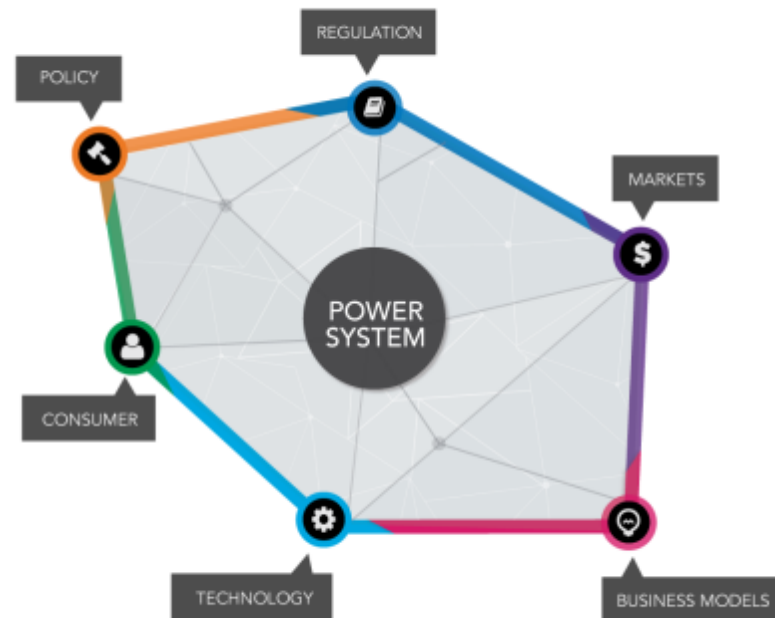 REGULATION
POLICY
MARKETS
$
POWER
SYSTEM
CONSUMER
TECHNOLOGY
BUSINESS MODELS